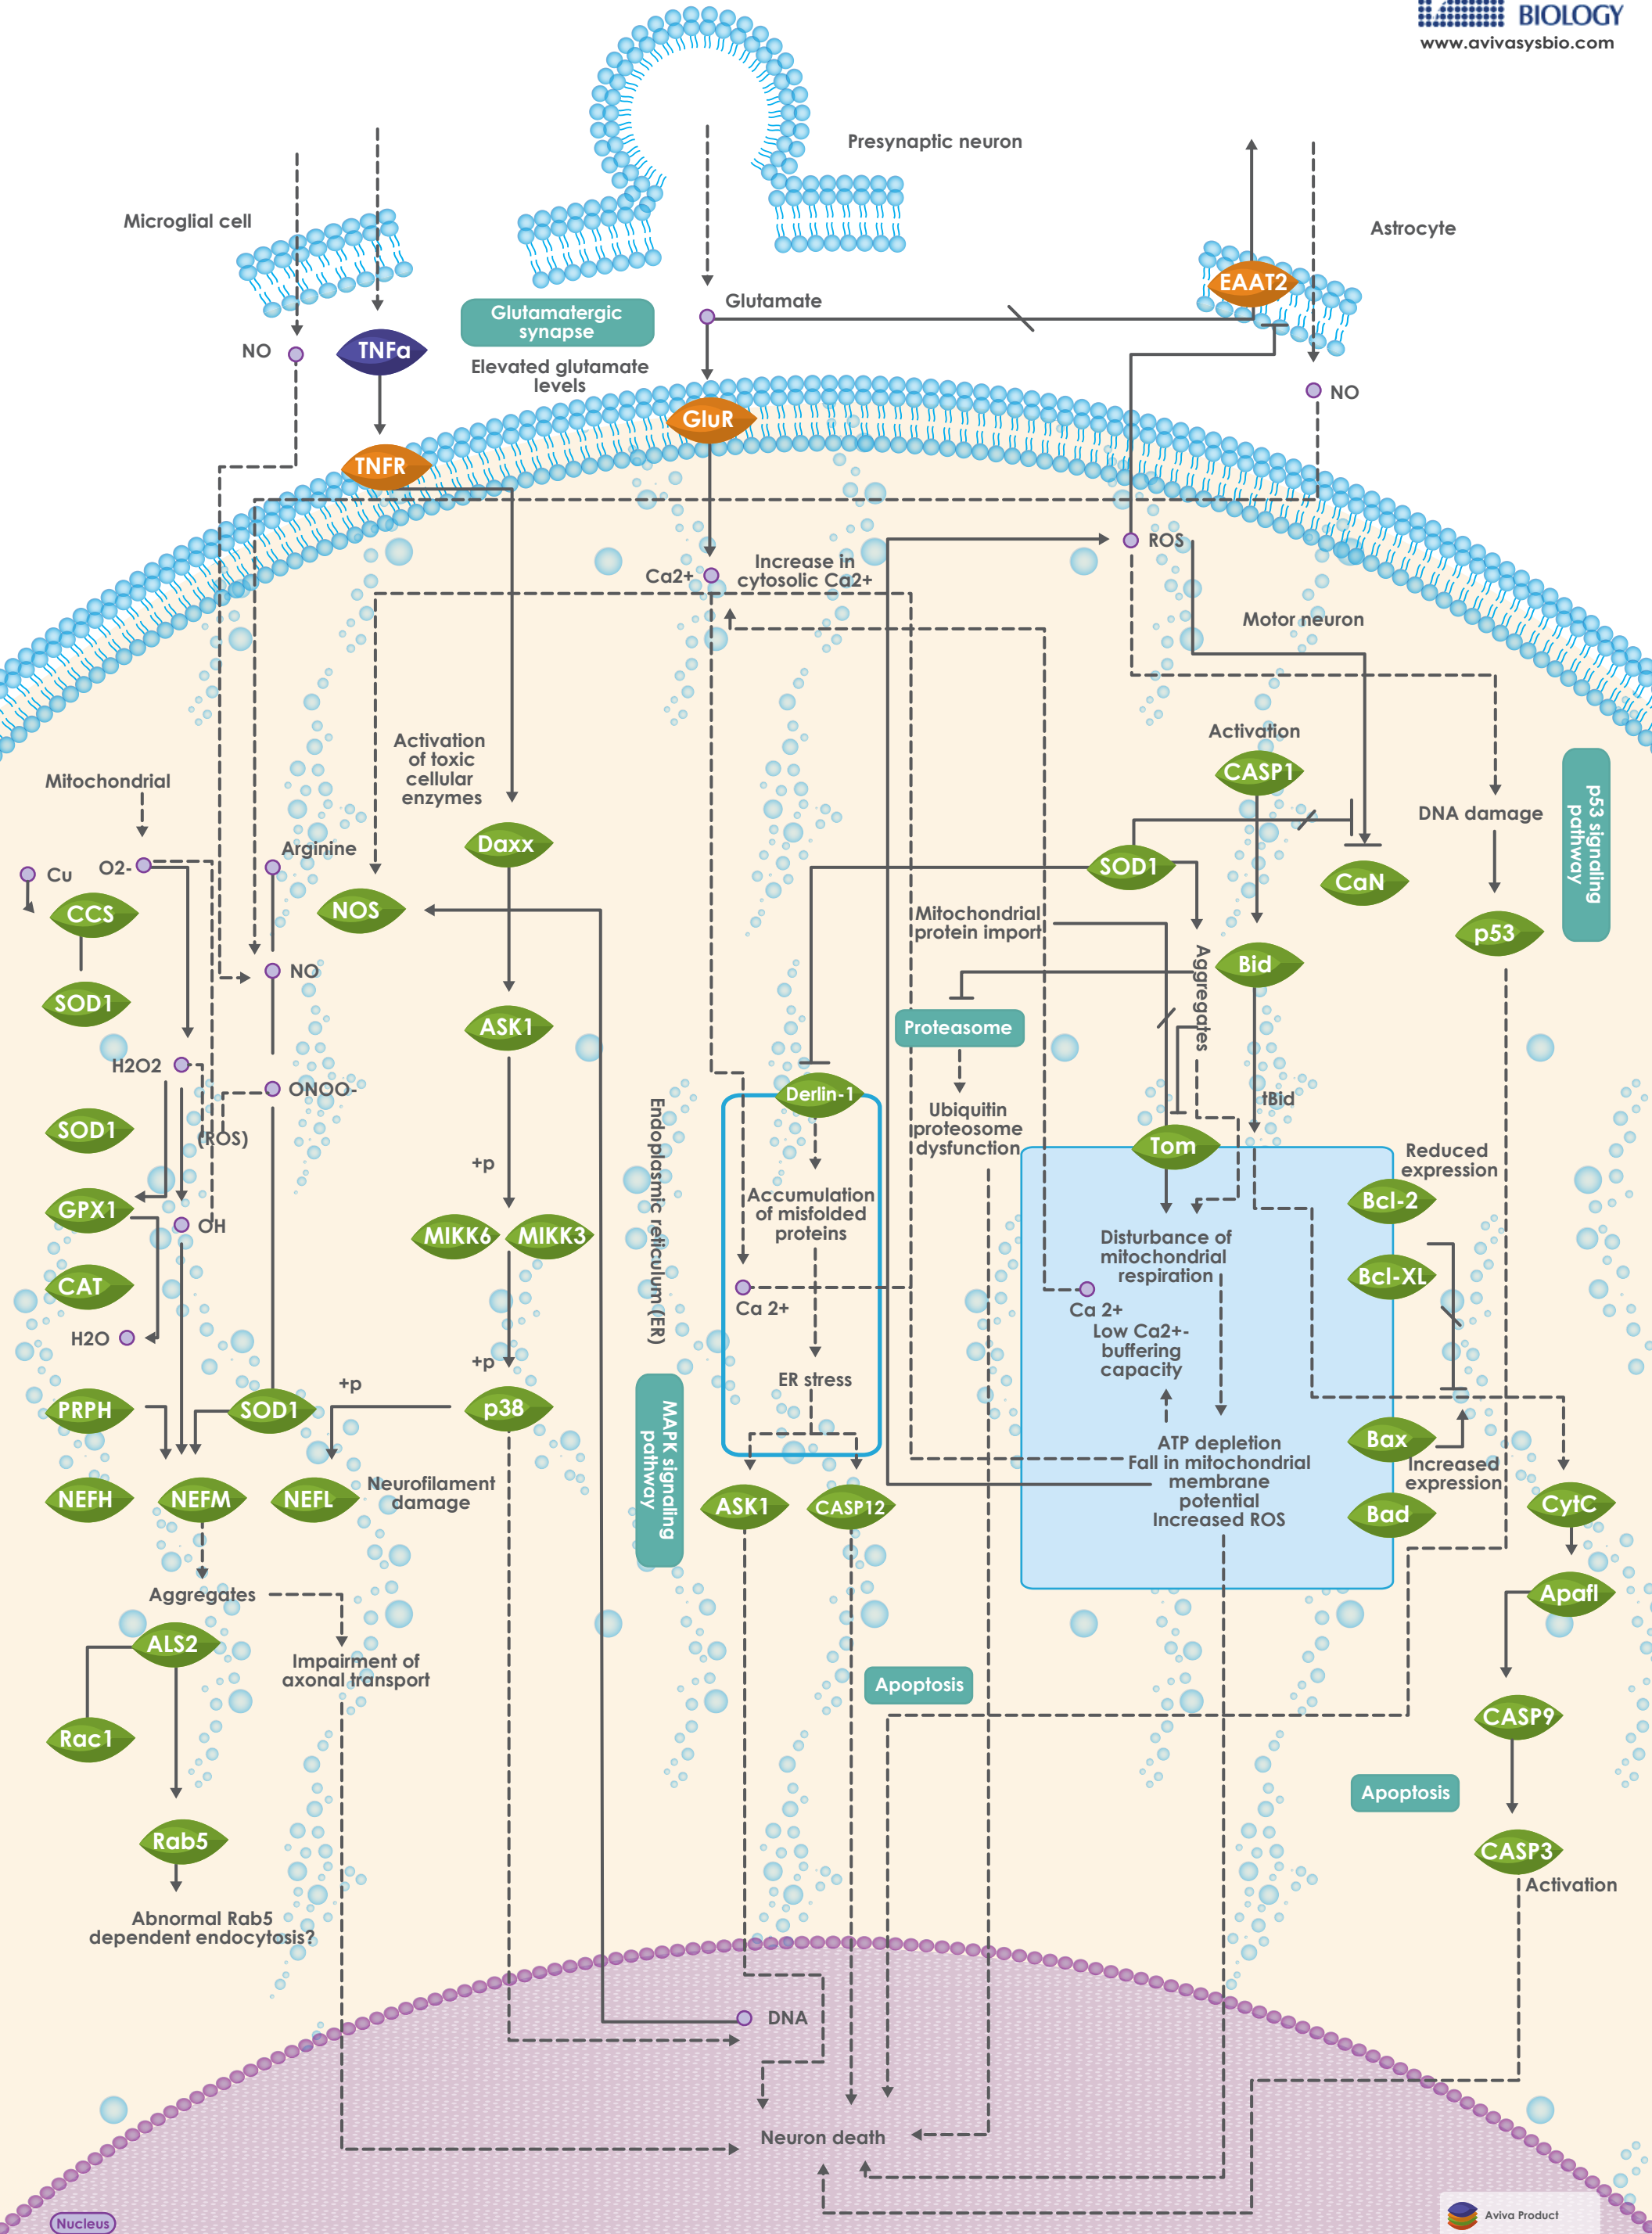 BIOLOGY
www.avivasysbio.com
Presynaptic neuron
Microglial cell
Astrocyte
EAAT2
Glutamate
Glutamatergic
synapse
NO
TNFa
Elevated glutamate
levels
NO
GluR
TNFR
ROS
Increase in
cytosolic Ca2+
Ca2+
Motor neuron
Activation
Activation
of toxic
cellular
enzymes
CASP1
Mitochondrial
p53 signaling
pathway
DNA damage
Daxx
Arginine
O2-
Cu
SOD1
CaN
CCS
NOS
Mitochondrial
protein import
p53
NO
Aggregates
Bid
SOD1
ASK1
Proteasome
H2O2
ONOO-
Derlin-1
tBid
Ubiquitin
proteosome
dysfunction
SOD1
(ROS)
Endoplasmic reticulum (ER)
Tom
Reduced
expression
+p
Accumulation
of misfolded
proteins
Bcl-2
GPX1
OH
MIKK6
MIKK3
Disturbance of
mitochondrial
respiration
CAT
Bcl-XL
Ca 2+
Ca 2+
H2O
Low Ca2+-
buffering
capacity
+p
+p
ER stress
PRPH
SOD1
p38
MAPK signaling
pathway
ATP depletion
Fall in mitochondrial
membrane
potential
Increased ROS
Bax
Increased
expression
NEFH
NEFM
NEFL
Neurofilament
damage
ASK1
CASP12
Bad
CytC
Aggregates
Apafl
ALS2
Impairment of
axonal transport
Apoptosis
Rac1
CASP9
Apoptosis
Rab5
CASP3
Activation
Abnormal Rab5
dependent endocytosis?
DNA
Neuron death
Nucleus
Aviva Product